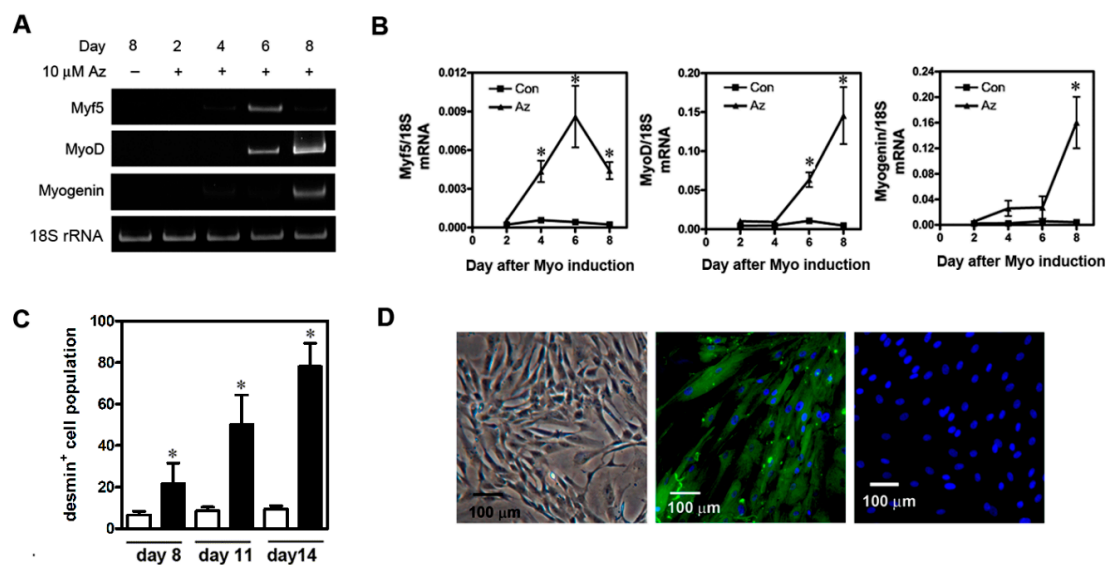 A
Day 8 2 4 6 8
10 μM Az – + + + +
Myf5
MyoD
Myogenin
18S rRNA
B
Myf5/18S
mRNA
0.012
0.009
0.006
0.003
0.000
Con
Az
*
*
*
0 2 4 6 8
Day after Myo induction
MyoD/18S
mRNA
0.20
0.15
0.10
0.05
0.00
Con
Az
*
*
0 2 4 6 8
Day after Myo induction
Myogenin/18S
mRNA
0.24
0.20
0.16
0.12
0.08
0.04
0.00
Con
Az
*
0 2 4 6 8
Day after Myo induction
C
desmin+ cell population
100
80
60
40
20
0
*
*
*
day 8 day 11 day14
D
100 μm
100 μm
100 μm